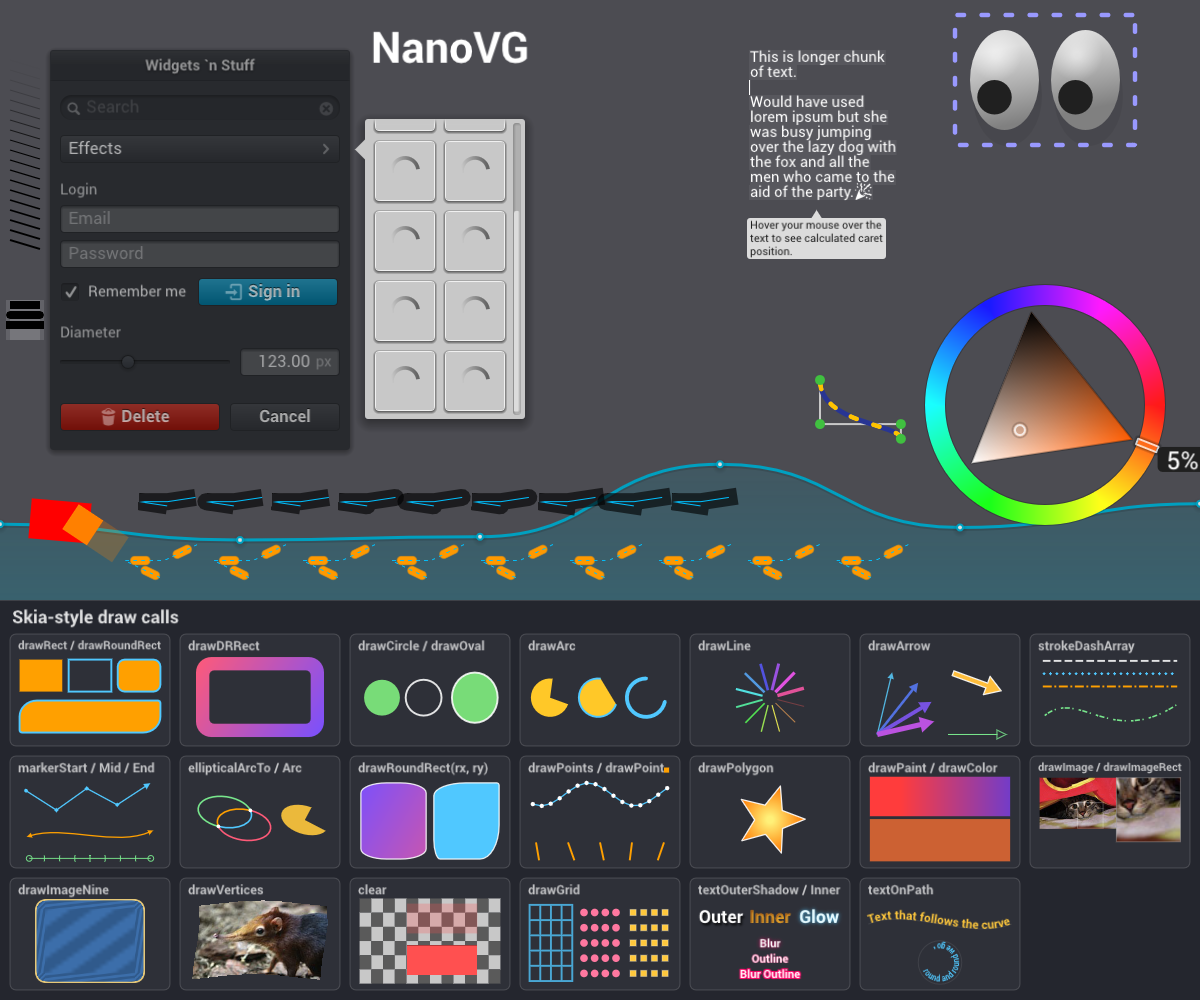 NanoVG
Widgets `n Stuff
Search
Effects
Login
Email
Password
Remember me
Sign in
Diameter
123.00 px
Delete
Cancel
This is longer chunk
of text.
Would have used
lorem ipsum but she
was busy jumping
over the lazy dog with
the fox and all the
men who came to the
aid of the party.🎉
Hover your mouse over the
text to see calculated caret
position.
5%
Skia-style draw calls
drawRect / drawRoundRect
drawDRRect
drawCircle / drawOval
drawArc
drawLine
drawArrow
strokeDashArray
markerStart / Mid / End
ellipticalArcTo / Arc
drawRoundRect(rx, ry)
drawPoints / drawPoint
drawPolygon
drawPaint / drawColor
drawImage / drawImageRect
drawImageNine
drawVertices
clear
drawGrid
textOuterShadow / Inner
textOnPath
Outer Inner Glow
Blur
Outline
Blur Outline
Text that follows the curve
round and round we go ·